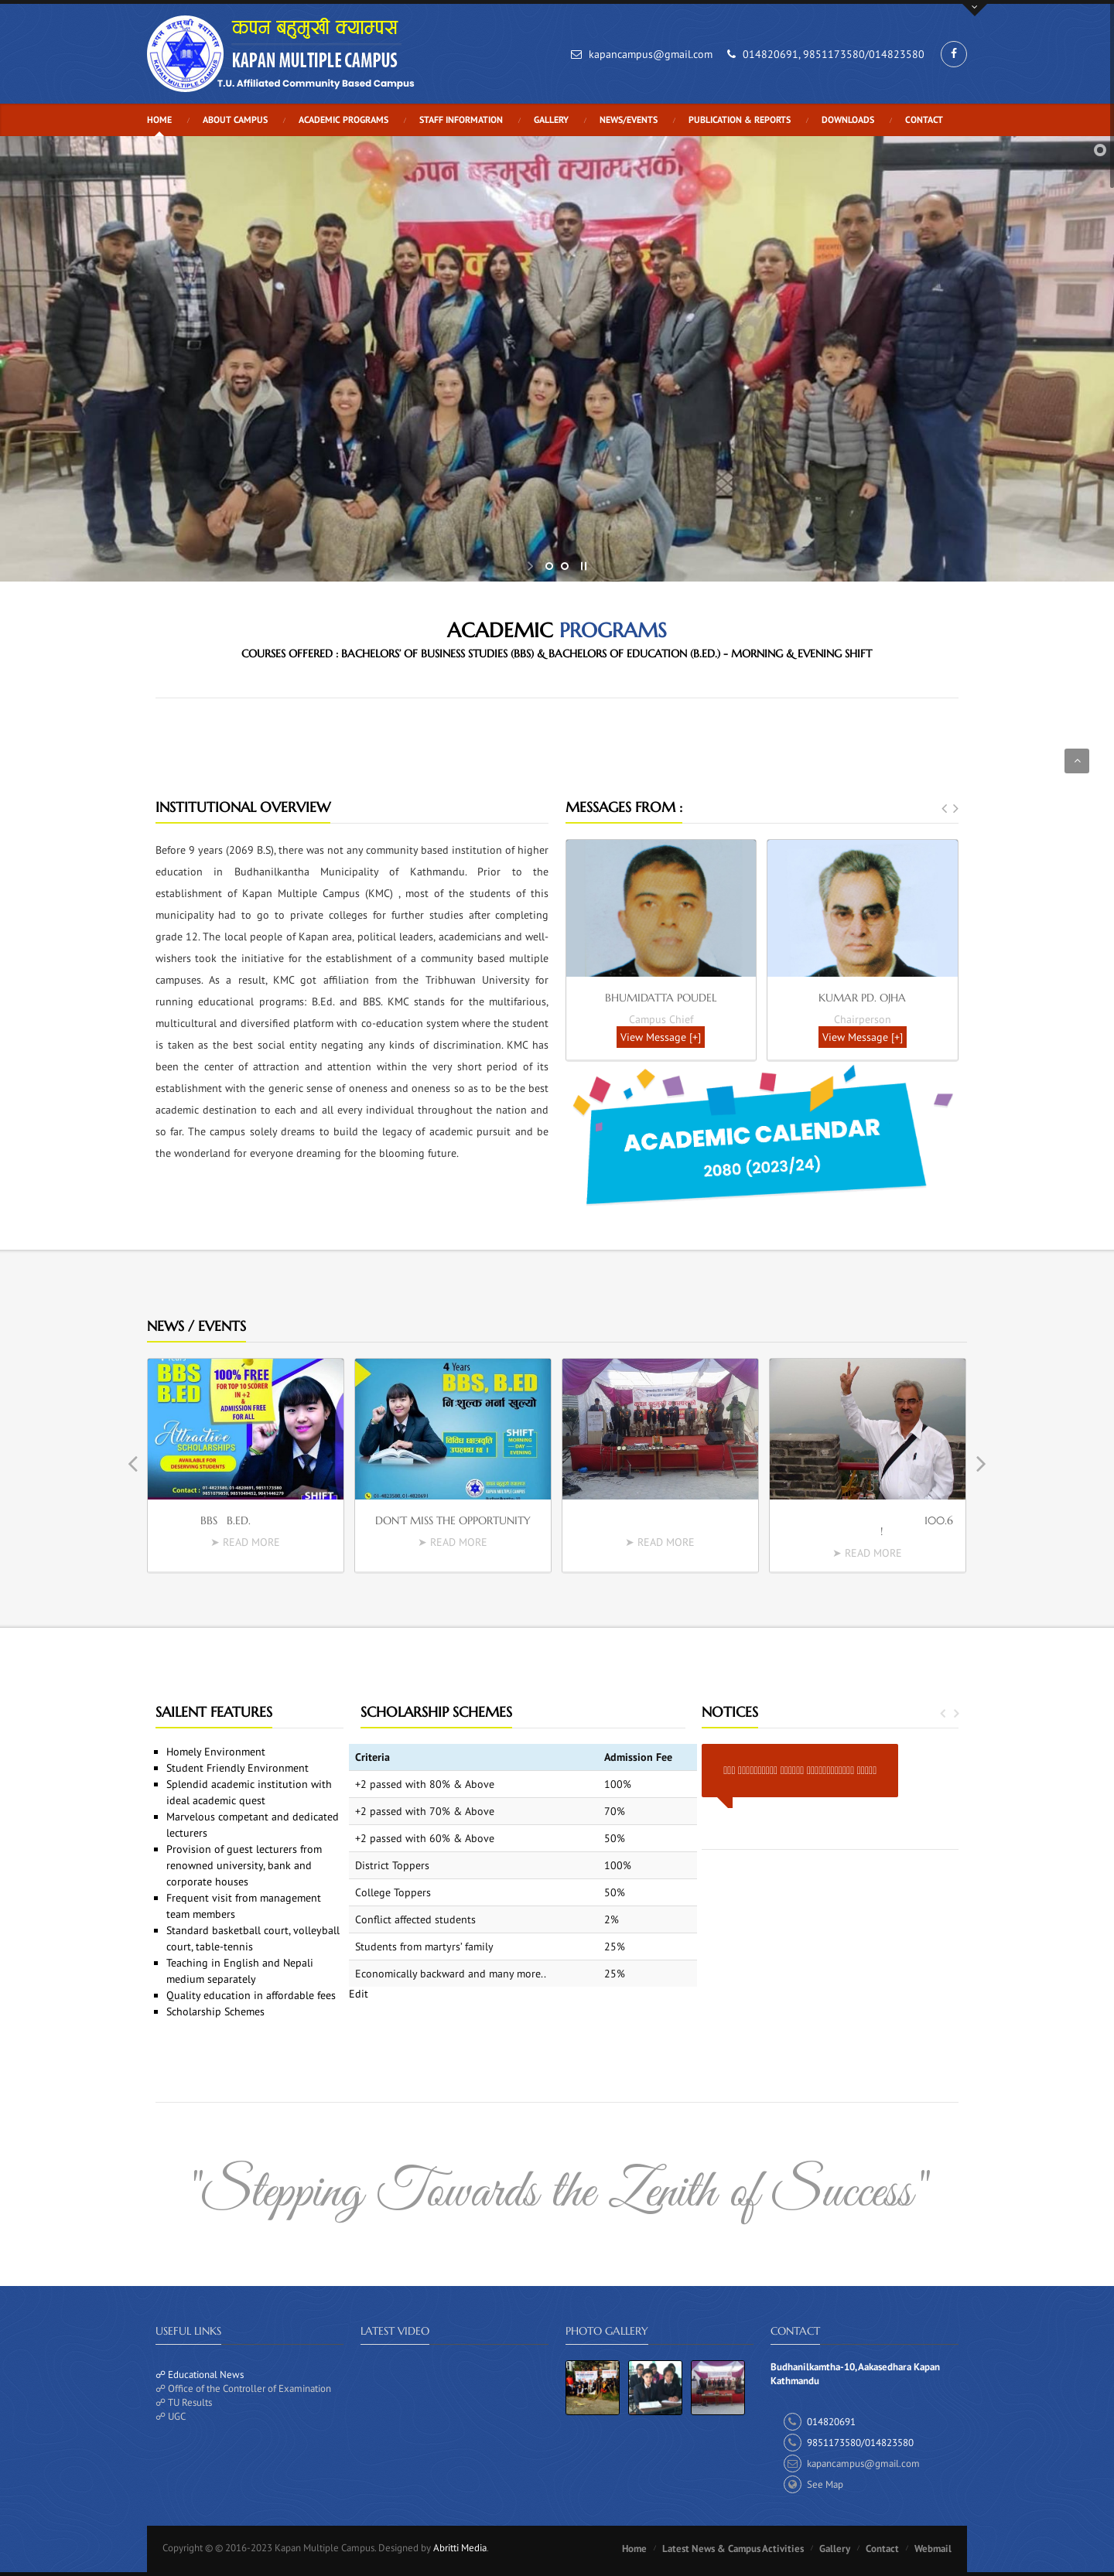 कपन बहुमुखी क्याम्पस
KAPAN MULTIPLE CAMPUS
T.U. Affiliated Community Based Campus
kapancampus@gmail.com 014820691, 9851173580/014823580
HOME / ABOUT CAMPUS / ACADEMIC PROGRAMS / STAFF INFORMATION / GALLERY / NEWS/EVENTS / PUBLICATION & REPORTS / DOWNLOADS / CONTACT
कपन बहुमुखी क्याम्पस
ACADEMIC PROGRAMS
COURSES OFFERED : BACHELORS' OF BUSINESS STUDIES (BBS) & BACHELORS OF EDUCATION (B.ED.) - MORNING & EVENING SHIFT
INSTITUTIONAL OVERVIEW
Before 9 years (2069 B.S), there was not any community based institution of higher
education in Budhanilkantha Municipality of Kathmandu. Prior to the
establishment of Kapan Multiple Campus (KMC) , most of the students of this
municipality had to go to private colleges for further studies after completing
grade 12. The local people of Kapan area, political leaders, academicians and well-
wishers took the initiative for the establishment of a community based multiple
campuses. As a result, KMC got affiliation from the Tribhuwan University for
running educational programs: B.Ed. and BBS. KMC stands for the multifarious,
multicultural and diversified platform with co-education system where the student
is taken as the best social entity negating any kinds of discrimination. KMC has
been the center of attraction and attention within the very short period of its
establishment with the generic sense of oneness and oneness so as to be the best
academic destination to each and all every individual throughout the nation and
so far. The campus solely dreams to build the legacy of academic pursuit and be
the wonderland for everyone dreaming for the blooming future.
MESSAGES FROM :
BHUMIDATTA POUDEL
Campus Chief
View Message [+]
KUMAR PD. OJHA
Chairperson
View Message [+]
ACADEMIC CALENDAR
2080 (2023/24)
NEWS / EVENTS
BBS
B.ED
100% FREE
FOR TOP 10 SCORER
IN +2
&
ADMISSION FREE
FOR ALL
Attractive
SCHOLARSHIPS
AVAILABLE FOR
DESERVING STUDENTS
SHIFT
BBS B.ED.
➤ READ MORE
4 Years
BBS, B.ED
निःशुल्क भर्ना खुल्यो
विविध छात्रवृत्ति
उपलब्ध छ ।
SHIFT
MORNING
DAY
EVENING
DON'T MISS THE OPPORTUNITY
➤ READ MORE
➤ READ MORE
100.6
!
➤ READ MORE
SAILENT FEATURES
Homely Environment
Student Friendly Environment
Splendid academic institution with
ideal academic quest
Marvelous competant and dedicated
lecturers
Provision of guest lecturers from
renowned university, bank and
corporate houses
Frequent visit from management
team members
Standard basketball court, volleyball
court, table-tennis
Teaching in English and Nepali
medium separately
Quality education in affordable fees
Scholarship Schemes
SCHOLARSHIP SCHEMES
Criteria Admission Fee
+2 passed with 80% & Above 100%
+2 passed with 70% & Above 70%
+2 passed with 60% & Above 50%
District Toppers 100%
College Toppers 50%
Conflict affected students 2%
Students from martyrs' family 25%
Economically backward and many more.. 25%
Edit
NOTICES
"Stepping Towards the Zenith of Success"
USEFUL LINKS
Educational News
Office of the Controller of Examination
TU Results
UGC
LATEST VIDEO
PHOTO GALLERY
CONTACT
Budhanilkamtha-10,Aakasedhara Kapan
Kathmandu
014820691
9851173580/014823580
kapancampus@gmail.com
See Map
Copyright © © 2016-2023 Kapan Multiple Campus. Designed by Abritti Media.
Home / Latest News & Campus Activities / Gallery / Contact / Webmail